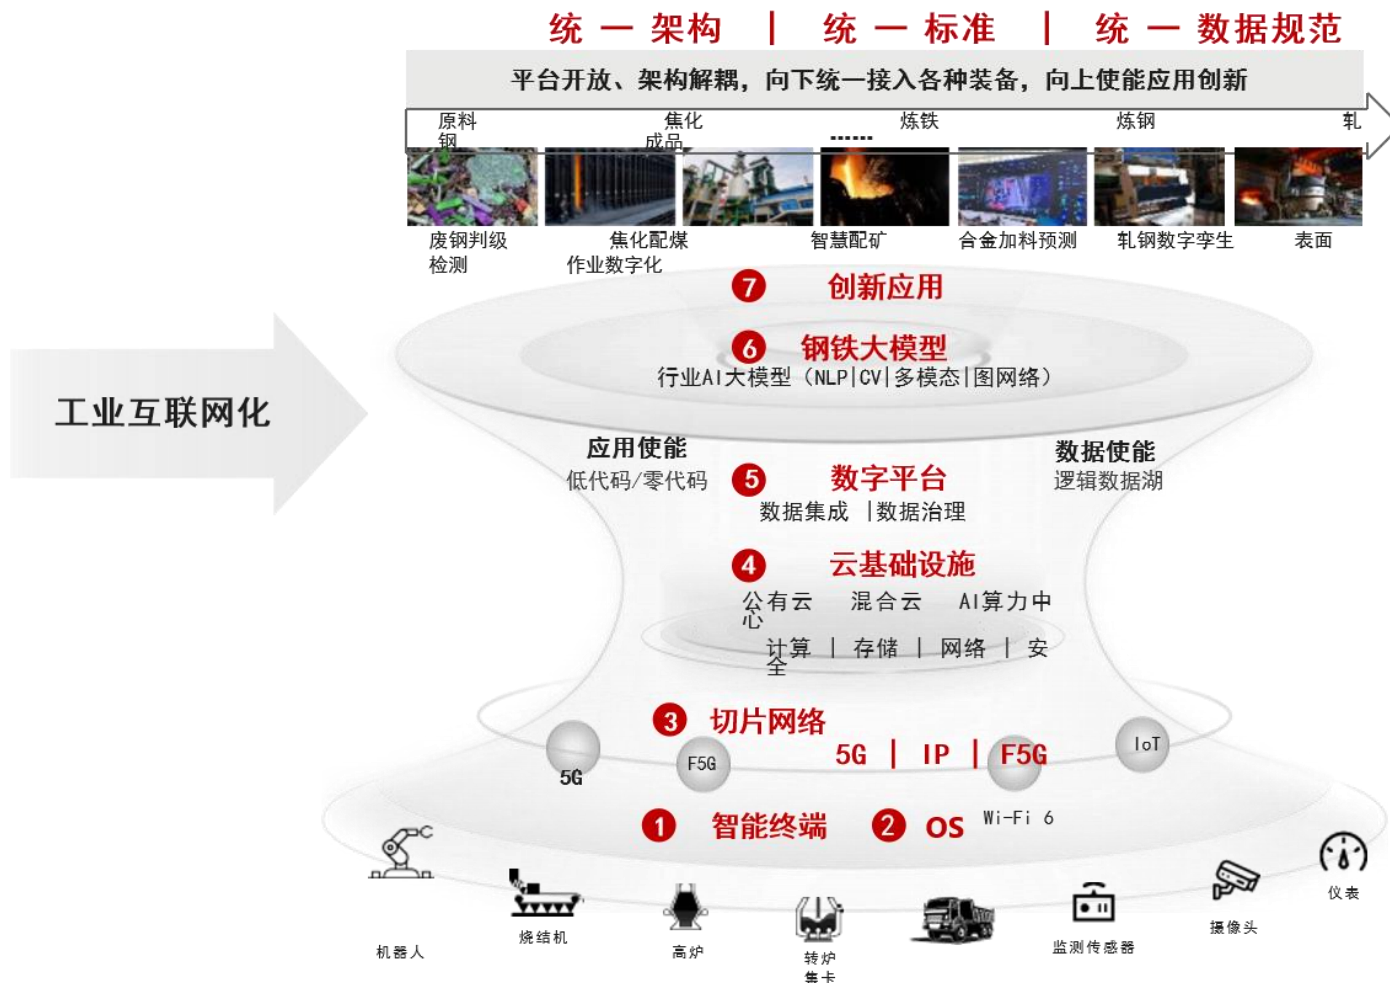 统 一 架构 | 统 一 标准 | 统 一 数据规范
平台开放、架构解耦，向下统一接入各种装备，向上使能应用创新
原料 焦化 炼铁 炼钢 轧
钢 成品 ……
废钢判级 焦化配煤 智慧配矿 合金加料预测 轧钢数字孪生 表面
检测 作业数字化
7 创新应用
6 钢铁大模型
行业AI大模型（NLP|CV|多模态|图网络）
工业互联网化
应用使能 数据使能
低代码/零代码 5 数字平台 逻辑数据湖
数据集成 |数据治理
4 云基础设施
公有云 混合云 AI算力中
心
计算 | 存储 | 网络 | 安
全
3 切片网络
5G | IP | F5G
5G F5G IoT
1 智能终端 2 OS Wi-Fi 6
机器人 烧结机 高炉 转炉 监测传感器 摄像头 仪表
集卡